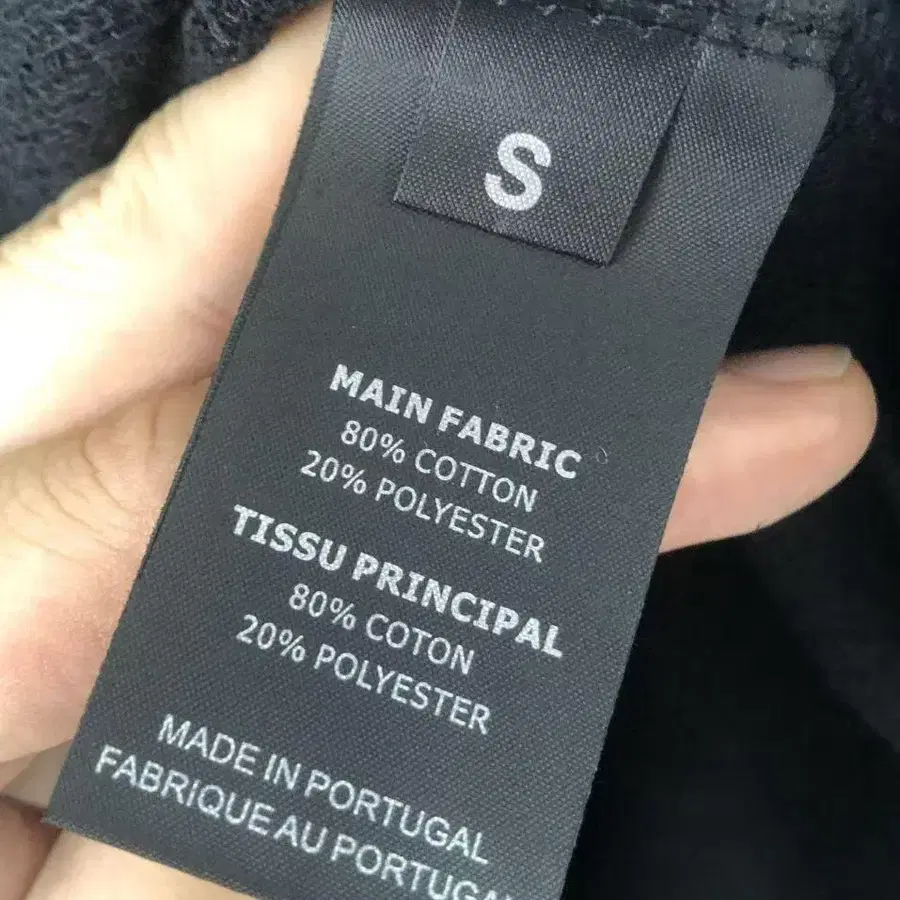 S
MAIN FABRIC
80% COTTON
20% POLYESTER
TISSU PRINCIPAL
80% COTON
20% POLYESTER
MADE IN PORTUGAL
FABRIQUE AU PORTUGAL